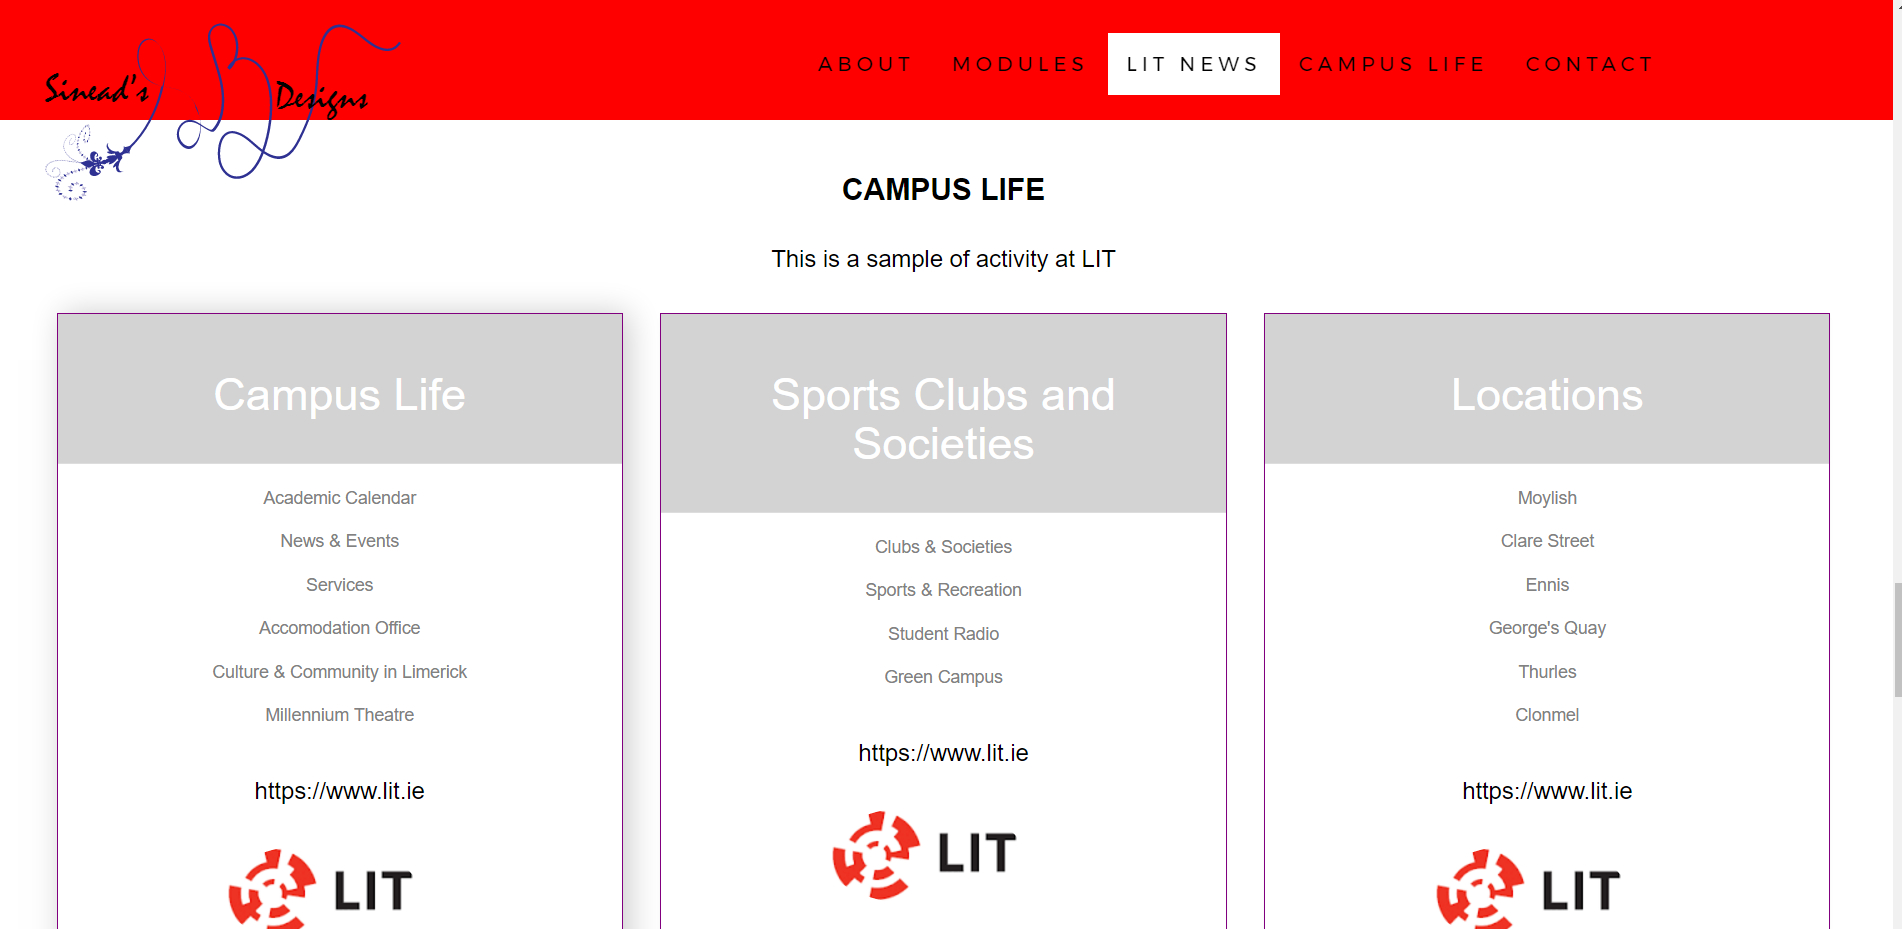 Sinead's
Designs
ABOUT
MODULES
LIT NEWS
CAMPUS LIFE
CONTACT
CAMPUS LIFE
This is a sample of activity at LIT
Campus Life
Academic Calendar
News & Events
Services
Accomodation Office
Culture & Community in Limerick
Millennium Theatre
https://www.lit.ie
LIT
Sports Clubs and
Societies
Clubs & Societies
Sports & Recreation
Student Radio
Green Campus
https://www.lit.ie
LIT
Locations
Moylish
Clare Street
Ennis
George's Quay
Thurles
Clonmel
https://www.lit.ie
LIT